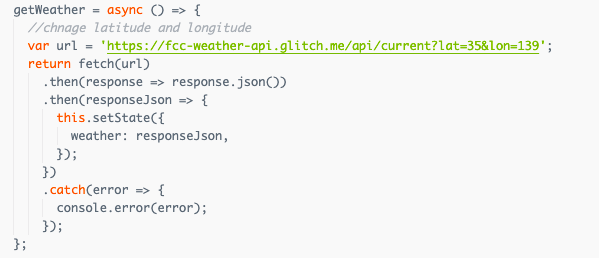 getWeather = async () => {
  //chnage latitude and longitude
  var url = 'https://fcc-weather-api.glitch.me/api/current?lat=35&lon=139';
  return fetch(url)
    .then(response => response.json())
    .then(responseJson => {
      this.setState({
        weather: responseJson,
      });
    })
    .catch(error => {
      console.error(error);
    });
};